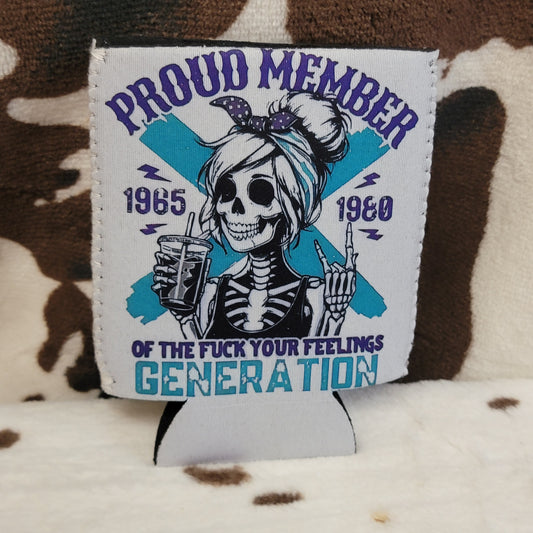 PROUD MEMBER
1965 1980
OF THE FUCK YOUR FEELINGS
GENERATION